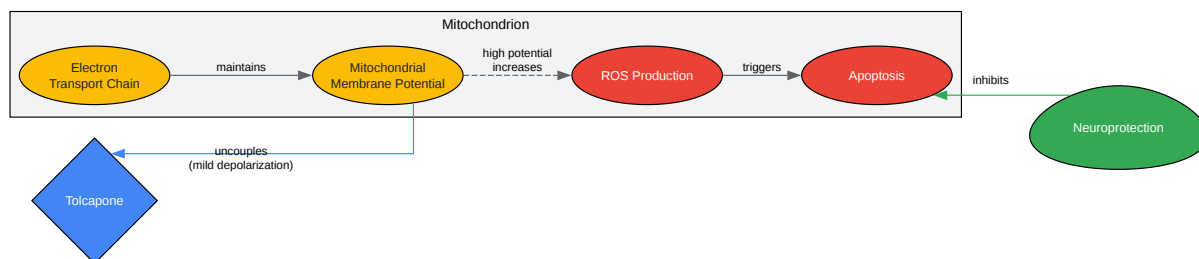 Mitochondrion
Electron
Transport Chain
maintains
Mitochondrial
Membrane Potential
high potential
increases
ROS Production
triggers
Apoptosis
inhibits
Neuroprotection
uncouples
(mild depolarization)
Tolcapone